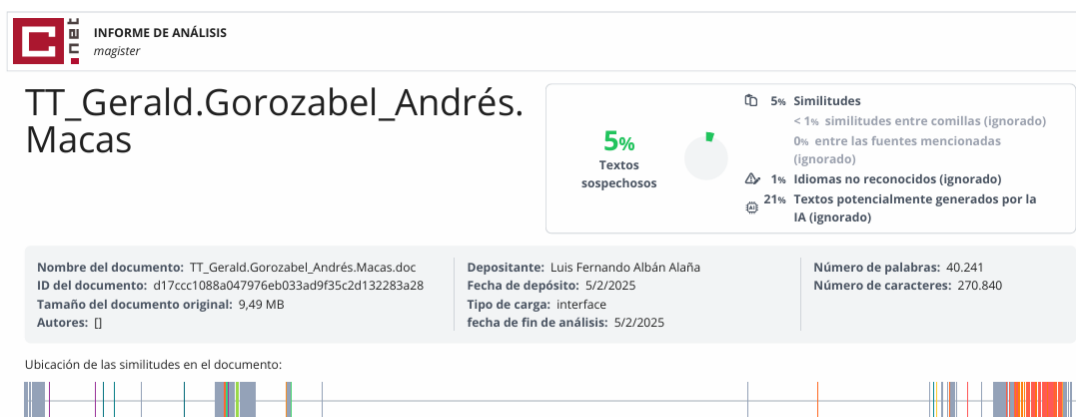 C.net
INFORME DE ANÁLISIS
magister
TT_Gerald.Gorozabel_Andrés.
Macas
5%
Textos
sospechosos
5% Similitudes
< 1% similitudes entre comillas (ignorado)
0% entre las fuentes mencionadas
(ignorado)
1% Idiomas no reconocidos (ignorado)
21% Textos potencialmente generados por la
IA (ignorado)
Nombre del documento: TT_Gerald.Gorozabel_Andrés.Macas.doc
ID del documento: d17ccc1088a047976eb033ad9f35c2d132283a28
Tamaño del documento original: 9,49 MB
Autores: []
Depositante: Luis Fernando Albán Alaña
Fecha de depósito: 5/2/2025
Tipo de carga: interface
fecha de fin de análisis: 5/2/2025
Número de palabras: 40.241
Número de caracteres: 270.840
Ubicación de las similitudes en el documento: